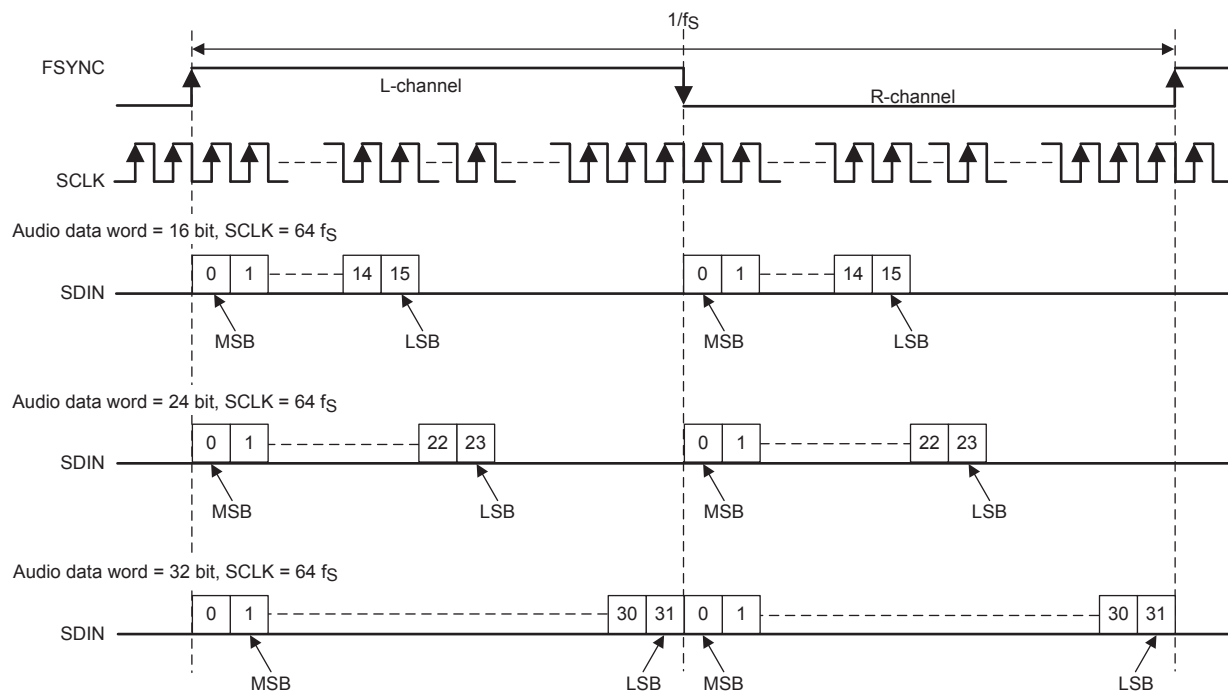 1/fS
FSYNC
L-channel
R-channel
SCLK
Audio data word = 16 bit, SCLK = 64 fS
0 1 14 15 0 1 14 15
SDIN
MSB LSB MSB LSB
Audio data word = 24 bit, SCLK = 64 fS
0 1 22 23 0 1 22 23
SDIN
MSB LSB MSB LSB
Audio data word = 32 bit, SCLK = 64 fS
0 1 30 31 0 1 30 31
SDIN
MSB LSB MSB LSB